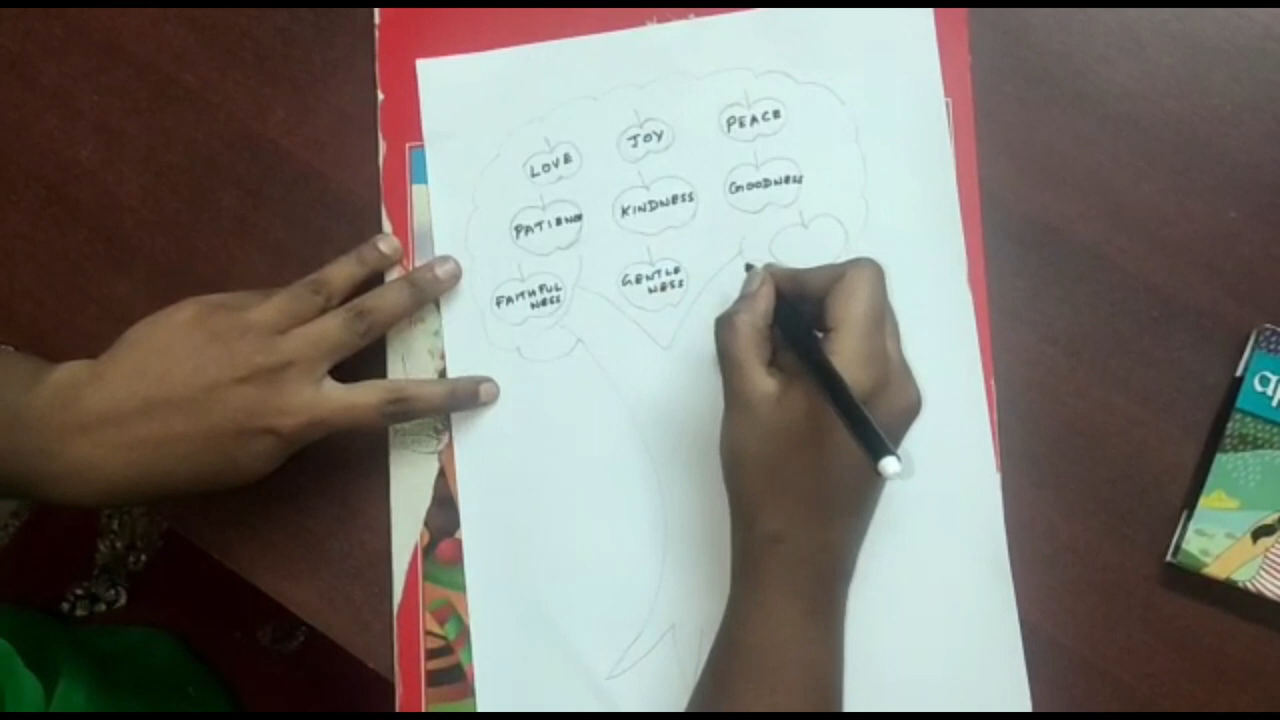 LOVE
JOY
PEACE
PATIENCE
KINDNESS
GOODNESS
FAITHFUL
NESS
GENTLE
NESS